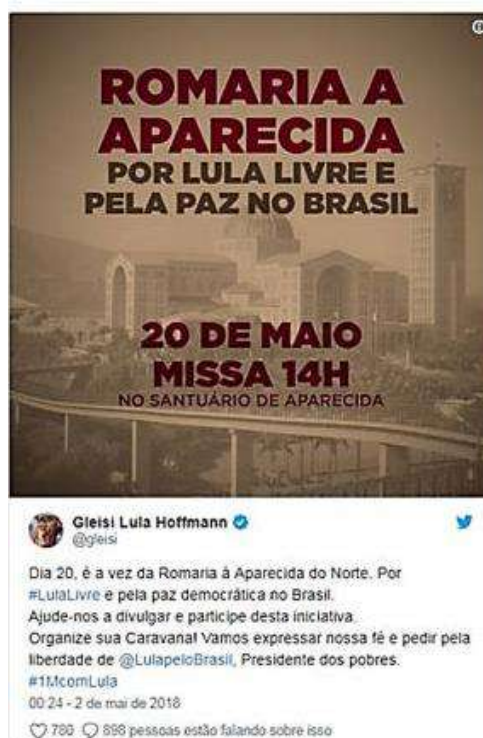 ROMARIA A
APARECIDA
POR LULA LIVRE E
PELA PAZ NO BRASIL
20 DE MAIO
MISSA 14H
NO SANTUÁRIO DE APARECIDA
Gleisi Lula Hoffmann
@gleisi
Dia 20, é a vez da Romaria à Aparecida do Norte. Por
#LulaLivre e pela paz democrática no Brasil.
Ajude-nos a divulgar e participe desta iniciativa.
Organize sua Caravana! Vamos expressar nossa fé e pedir pela
liberdade de @LulapeloBrasil, Presidente dos pobres.
#1McomLula
00:24 - 2 de mai de 2018
780 898 pessoas estão falando sobre isso